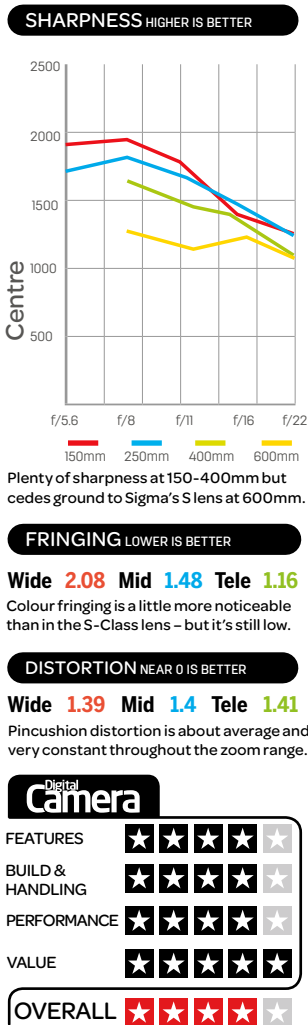 SHARPNESS HIGHER IS BETTER
2500
2000
1500
1000
500
Centre
f/5.6 f/8 f/11 f/16 f/22
150mm 250mm 400mm 600mm
Plenty of sharpness at 150-400mm but
cedes ground to Sigma's S lens at 600mm.
FRINGING LOWER IS BETTER
Wide 2.08 Mid 1.48 Tele 1.16
Colour fringing is a little more noticeable
than in the S-Class lens – but it's still low.
DISTORTION NEAR 0 IS BETTER
Wide 1.39 Mid 1.4 Tele 1.41
Pincushion distortion is about average and
very constant throughout the zoom range.
Digital
Camera
FEATURES
BUILD &
HANDLING
PERFORMANCE
VALUE
OVERALL